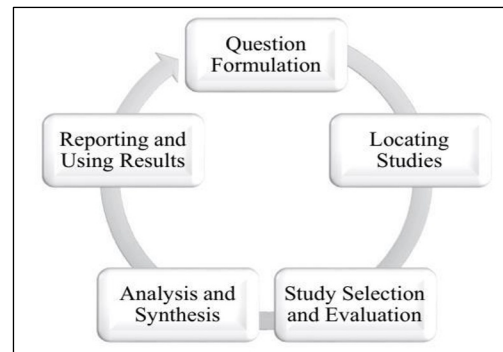 Question
Formulation
Locating
Studies
Study Selection
and Evaluation
Analysis and
Synthesis
Reporting and
Using Results